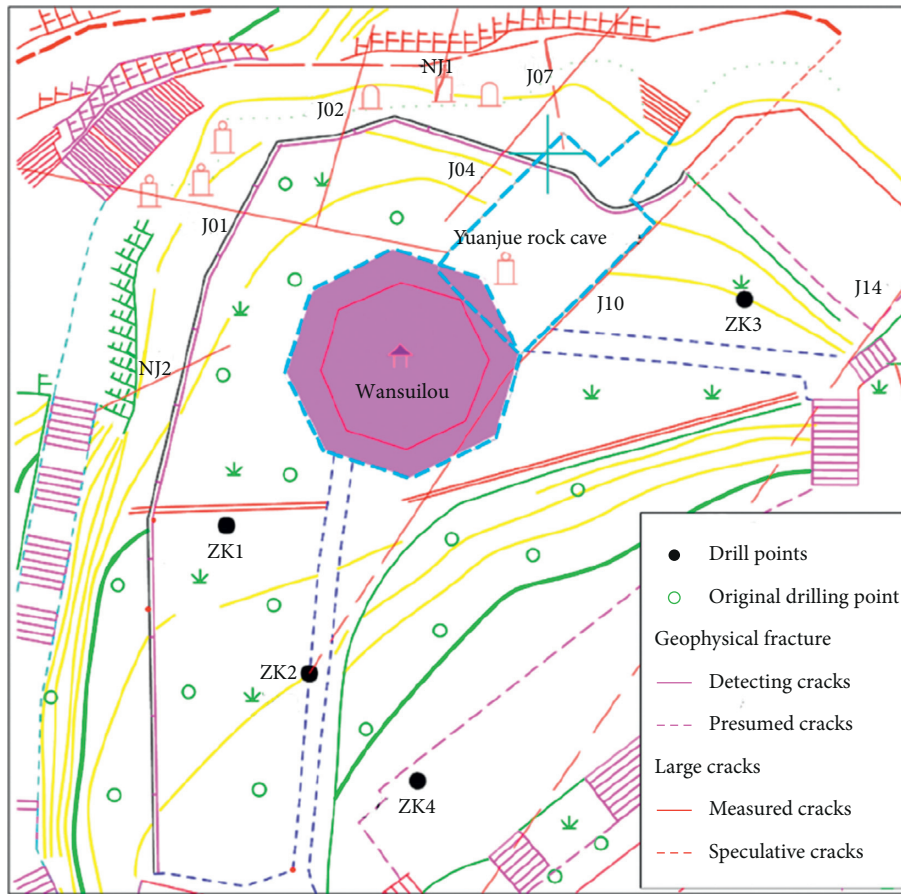 NJ1
J07
J02
J04
J01
Yuanjue rock cave
J10
J14
ZK3
NJ2
Wansuilou
ZK1
ZK2
ZK4
Drill points
Original drilling point
Geophysical fracture
Detecting cracks
Presumed cracks
Large cracks
Measured cracks
Speculative cracks